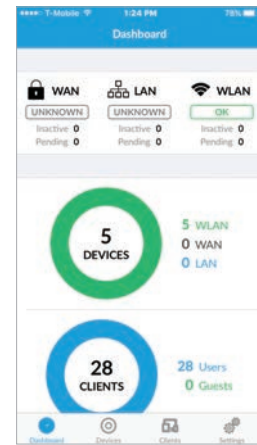 T-Mobile 1:24 PM 78%
Dashboard
WAN LAN WLAN
UNKNOWN UNKNOWN OK
Inactive 0 Inactive 0 Inactive 0
Pending 0 Pending 0 Pending 0
5
DEVICES
5 WLAN
0 WAN
0 LAN
28
CLIENTS
28 Users
0 Guests
Dashboard Devices Clients Settings